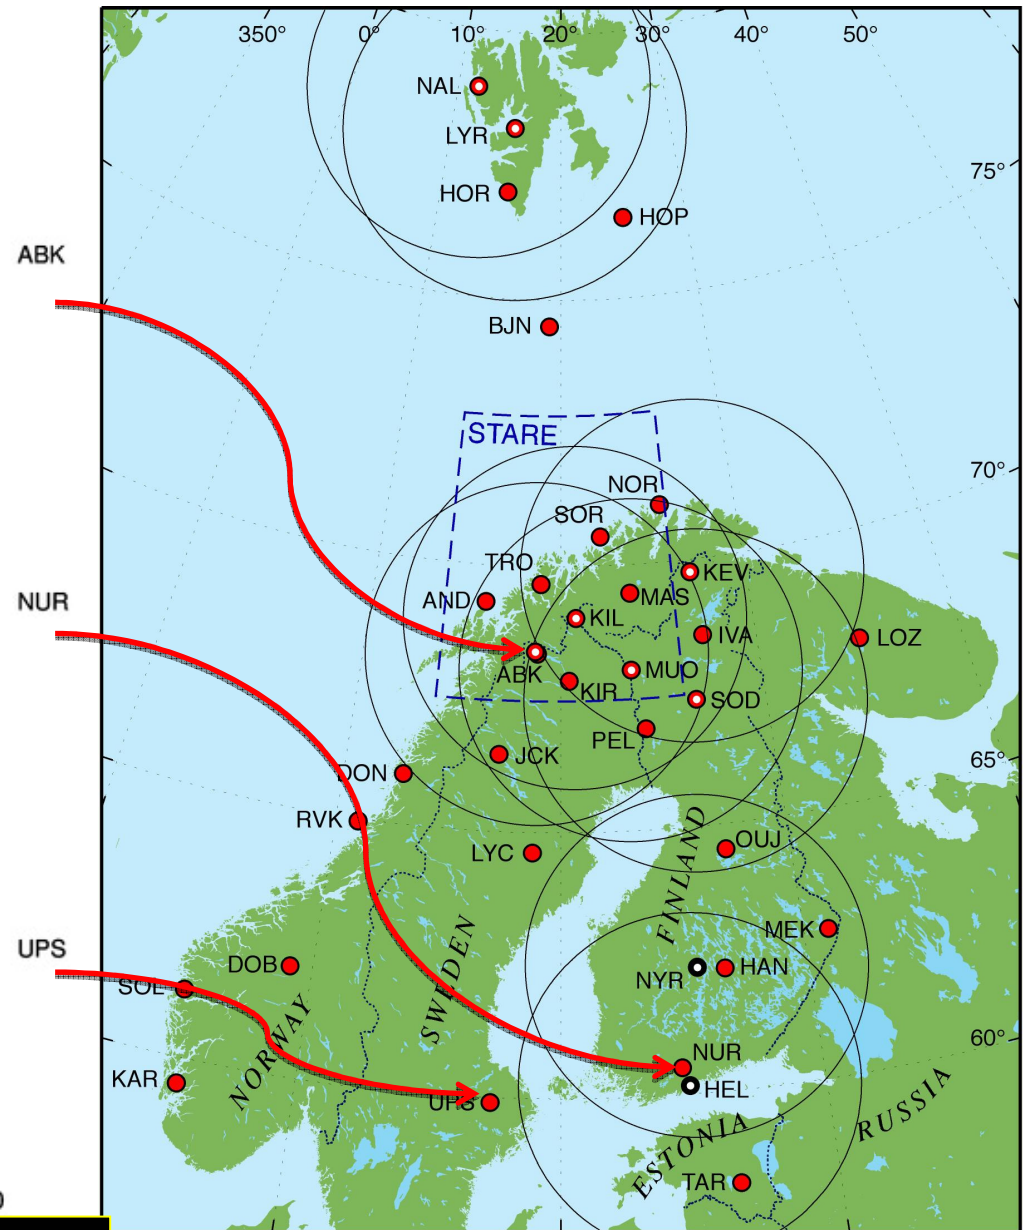 350°
0°
10°
20°
30°
40°
50°
NAL
LYR
75°
HOR
HOP
ABK
BJN
STARE
70°
NOR
SOR
TRO
KEV
AND
MAS
NUR
KIL
IVA
LOZ
ABK
MUO
KIR
SOD
PEL
JCK
65°
DON
RVK
FINLAND
OUJ
LYC
MEK
UPS
SWEDEN
DOB
HAN
NYR
SOL
NORWAY
60°
NUR
KAR
HEL
UPS
RUSSIA
ESTONIA
TAR